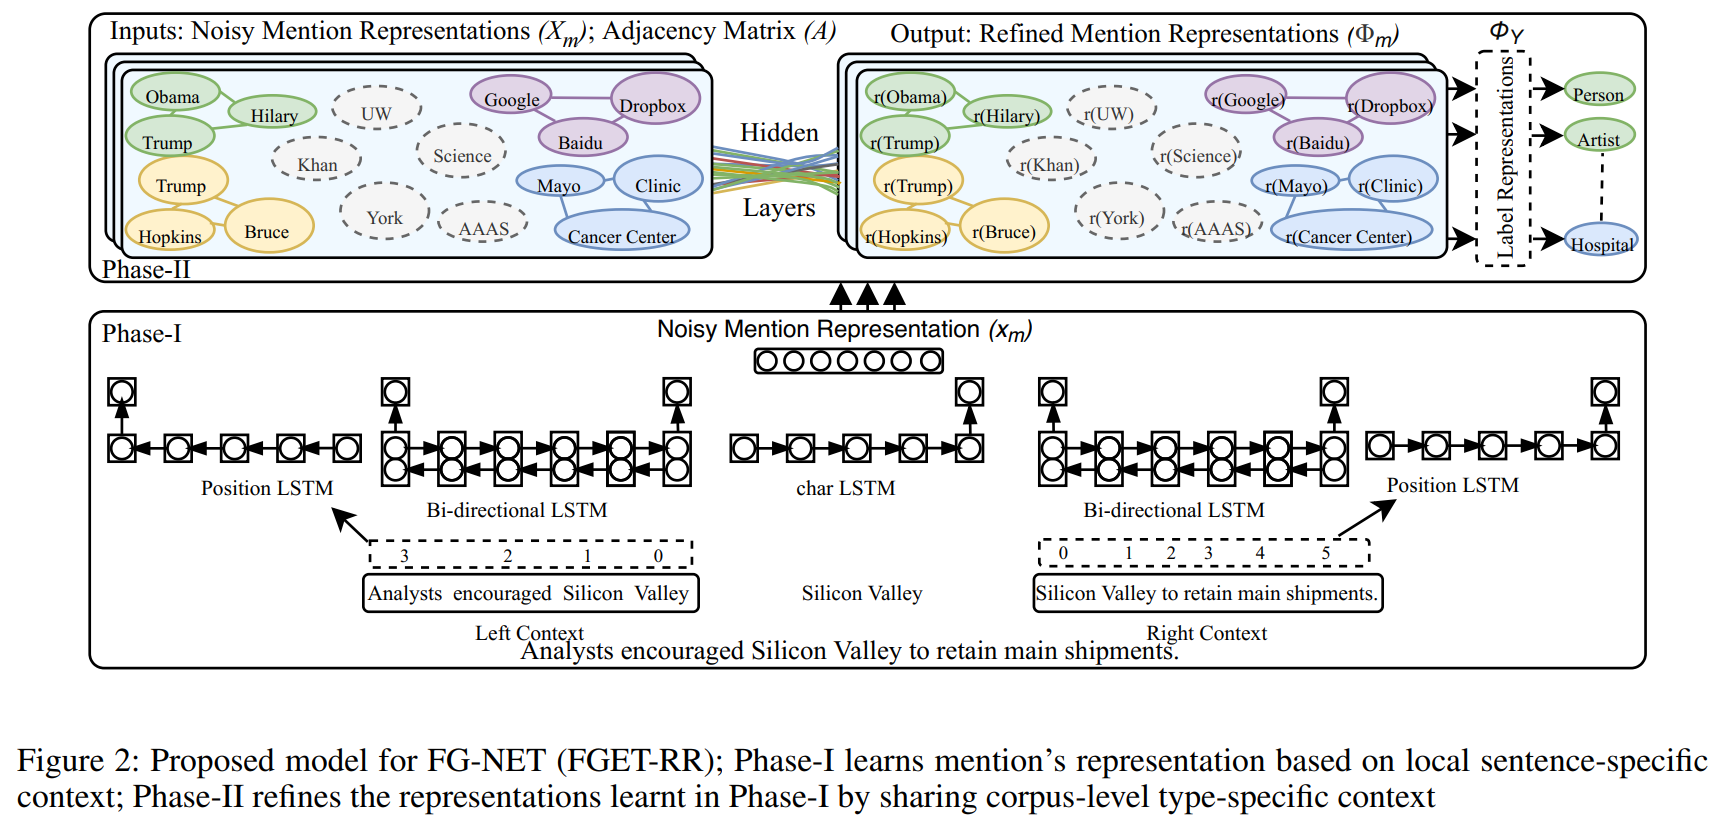 Inputs: Noisy Mention Representations (Xm); Adjacency Matrix (A)
Output: Refined Mention Representations (Φm)
ΦY
Obama
Hilary
Trump
UW
Khan
Science
Google
Dropbox
Baidu
Trump
Hopkins
Bruce
York
AAAS
Mayo
Clinic
Cancer Center
Hidden
Layers
r(Obama)
r(Hilary)
r(Trump)
r(UW)
r(Khan)
r(Science)
r(Google)
r(Dropbox)
r(Baidu)
r(Trump)
r(Hopkins)
r(Bruce)
r(York)
r(AAAS)
r(Mayo)
r(Clinic)
r(Cancer Center)
Label Representations
Person
Artist
Hospital
Phase-II
Phase-I
Noisy Mention Representation (xm)
Position LSTM
Bi-directional LSTM
char LSTM
Bi-directional LSTM
Position LSTM
3 2 1 0
0 1 2 3 4 5
Analysts encouraged Silicon Valley
Silicon Valley
Silicon Valley to retain main shipments.
Left Context
Right Context
Analysts encouraged Silicon Valley to retain main shipments.
Figure 2: Proposed model for FG-NET (FGET-RR); Phase-I learns mention's representation based on local sentence-specific
context; Phase-II refines the representations learnt in Phase-I by sharing corpus-level type-specific context